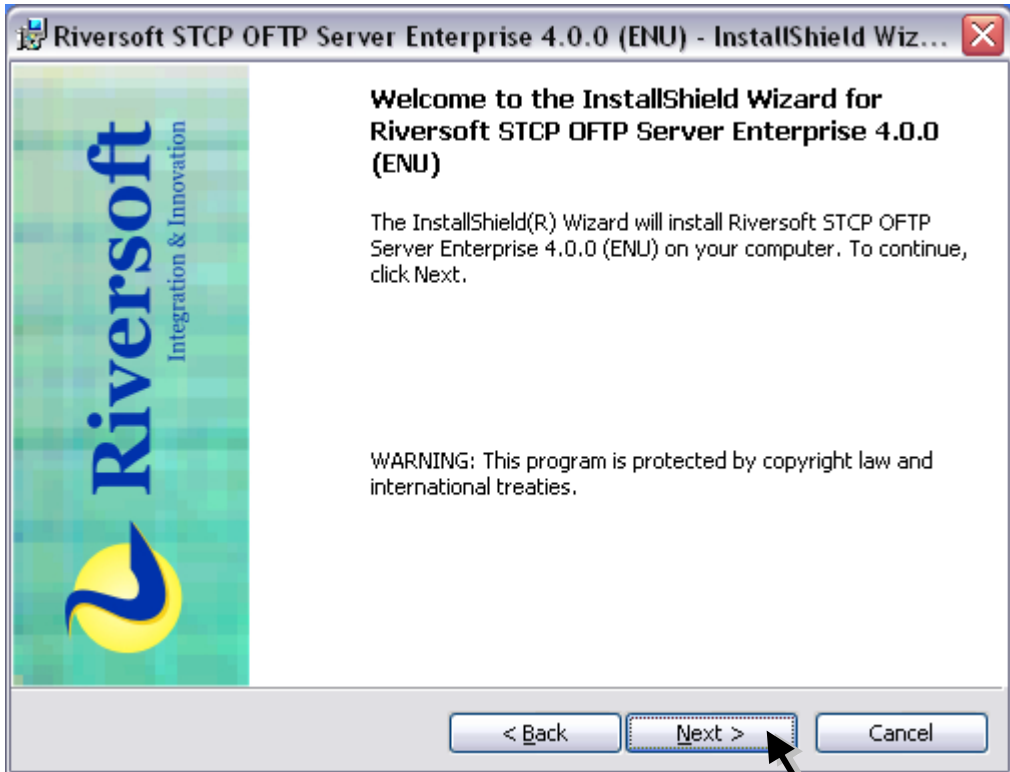 Riversoft STCP OFTP Server Enterprise 4.0.0 (ENU) - InstallShield Wiz...
Riversoft
Integration & Innovation
Welcome to the InstallShield Wizard for
Riversoft STCP OFTP Server Enterprise 4.0.0
(ENU)
The InstallShield(R) Wizard will install Riversoft STCP OFTP
Server Enterprise 4.0.0 (ENU) on your computer. To continue,
click Next.
WARNING: This program is protected by copyright law and
international treaties.
< Back
Next >
Cancel